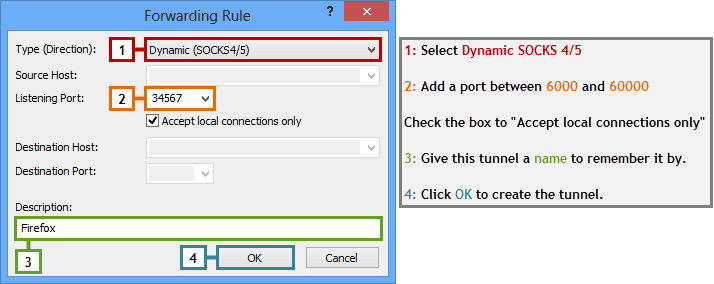 Forwarding Rule
? ×
Type (Direction): 1 Dynamic (SOCKS4/5)
Source Host:
Listening Port: 2 34567
Accept local connections only
Destination Host:
Destination Port:
Description:
Firefox
3
4 OK Cancel
1: Select Dynamic SOCKS 4/5
2: Add a port between 6000 and 60000
Check the box to "Accept local connections only"
3: Give this tunnel a name to remember it by.
4: Click OK to create the tunnel.